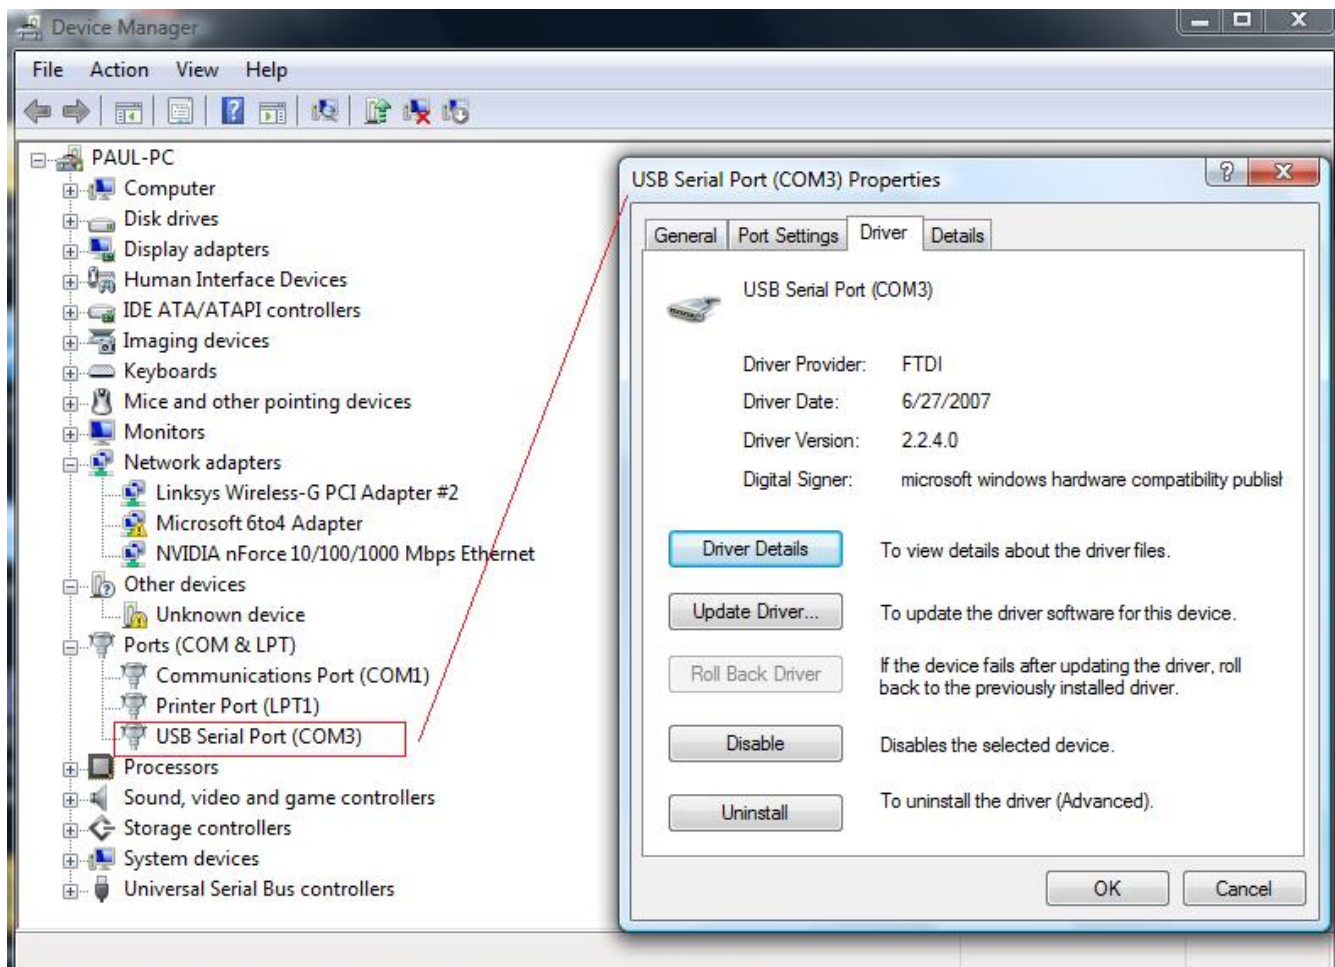 Device Manager
File Action View Help
PAUL-PC
Computer
Disk drives
Display adapters
Human Interface Devices
IDE ATA/ATAPI controllers
Imaging devices
Keyboards
Mice and other pointing devices
Monitors
Network adapters
Linksys Wireless-G PCI Adapter #2
Microsoft 6to4 Adapter
NVIDIA nForce 10/100/1000 Mbps Ethernet
Other devices
Unknown device
Ports (COM & LPT)
Communications Port (COM1)
Printer Port (LPT1)
USB Serial Port (COM3)
Processors
Sound, video and game controllers
Storage controllers
System devices
Universal Serial Bus controllers
USB Serial Port (COM3) Properties
General Port Settings Driver Details
USB Serial Port (COM3)
Driver Provider: FTDI
Driver Date: 6/27/2007
Driver Version: 2.2.4.0
Digital Signer: microsoft windows hardware compatibility publish
Driver Details To view details about the driver files.
Update Driver... To update the driver software for this device.
Roll Back Driver If the device fails after updating the driver, roll
back to the previously installed driver.
Disable Disables the selected device.
Uninstall To uninstall the driver (Advanced).
OK Cancel